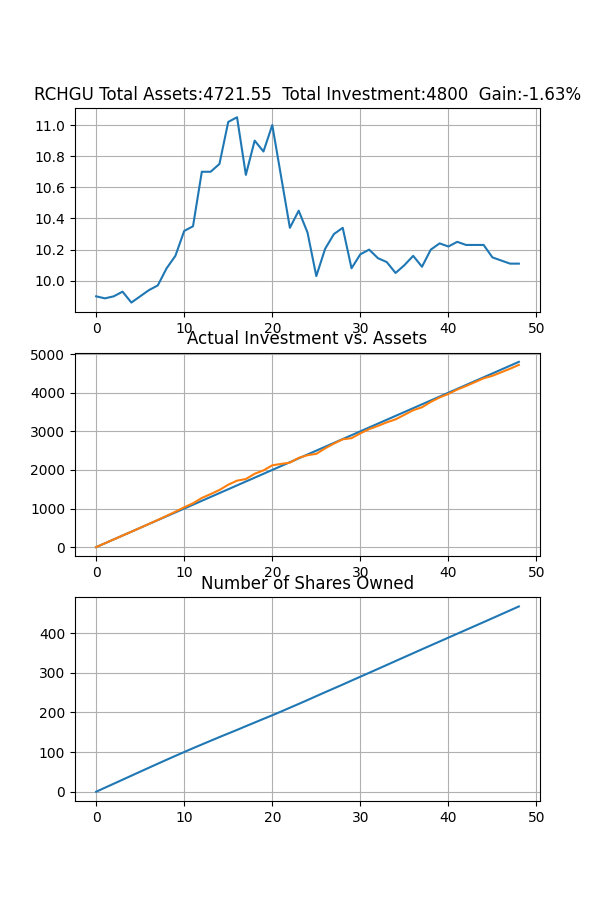 RCHGU Total Assets:4721.55  Total Investment:4800  Gain:-1.63%
11.0
10.8
10.6
10.4
10.2
10.0
0 10 20 30 40 50
Actual Investment vs. Assets
5000
4000
3000
2000
1000
0
0 10 20 30 40 50
Number of Shares Owned
400
300
200
100
0
0 10 20 30 40 50